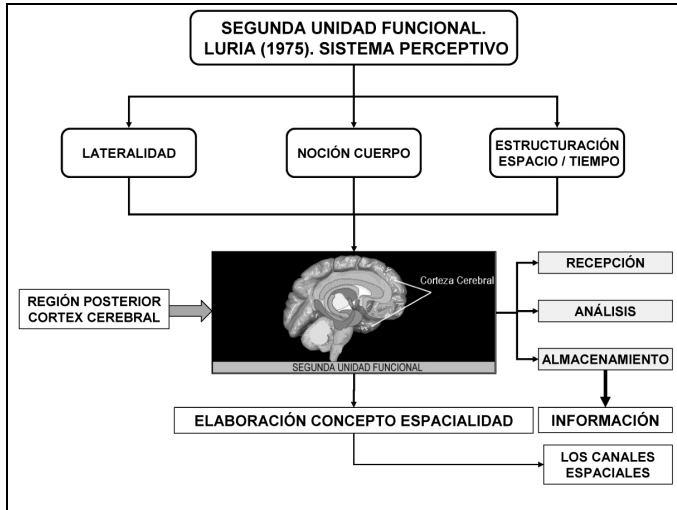 SEGUNDA UNIDAD FUNCIONAL.
LURIA (1975). SISTEMA PERCEPTIVO
LATERALIDAD
NOCIÓN CUERPO
ESTRUCTURACIÓN
ESPACIO / TIEMPO
REGIÓN POSTERIOR
CORTEX CEREBRAL
Corteza Cerebral
SEGUNDA UNIDAD FUNCIONAL
RECEPCIÓN
ANÁLISIS
ALMACENAMIENTO
ELABORACIÓN CONCEPTO ESPACIALIDAD
INFORMACIÓN
LOS CANALES
ESPACIALES